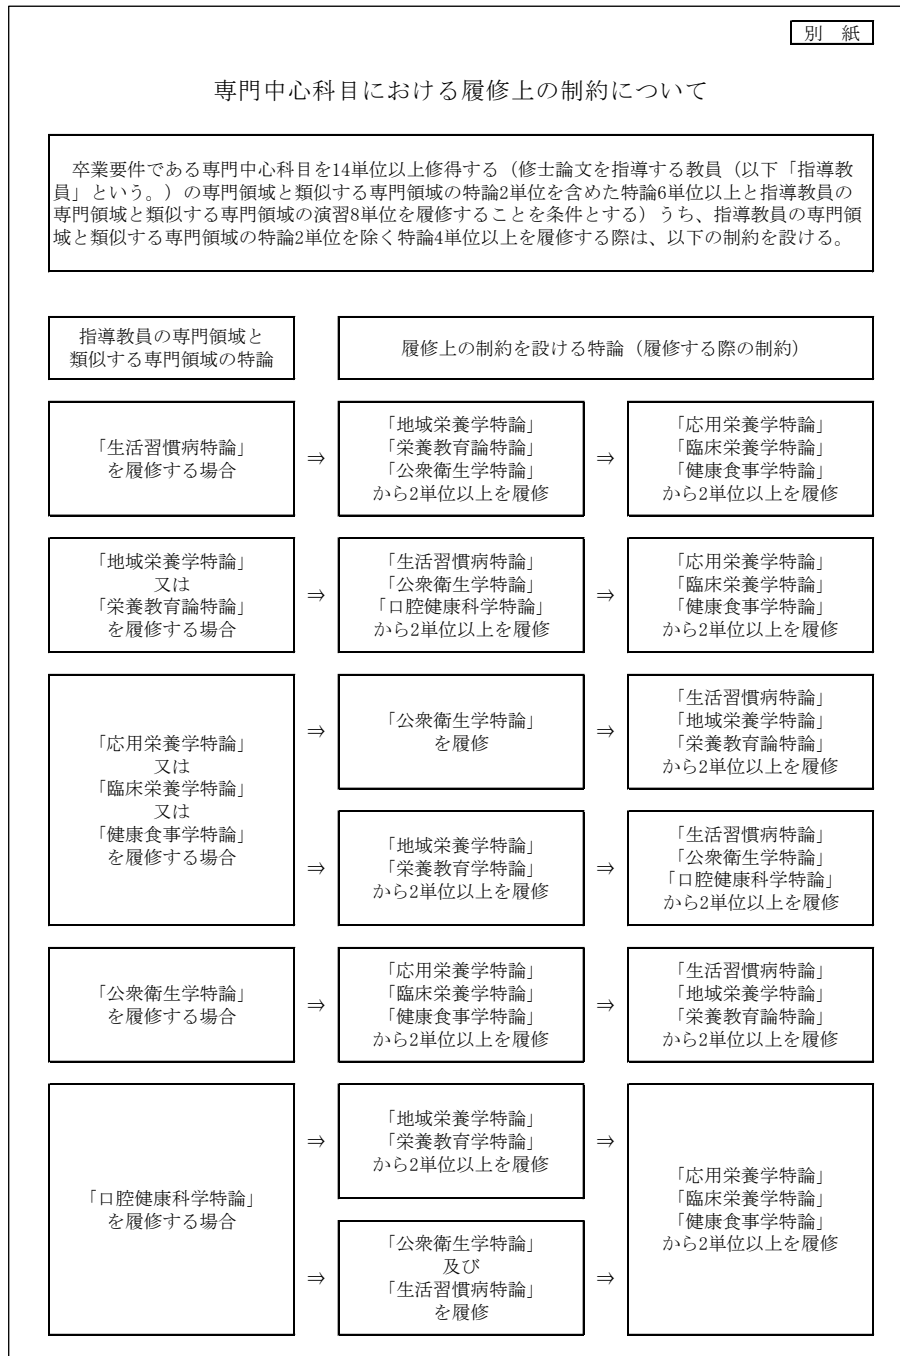 別　紙
専門中心科目における履修上の制約について
卒業要件である専門中心科目を14単位以上修得する（修士論文を指導する教員（以下「指導教
員」という。）の専門領域と類似する専門領域の特論2単位を含めた特論6単位以上と指導教員の
専門領域と類似する専門領域の演習8単位を履修することを条件とする）うち、指導教員の専門領
域と類似する専門領域の特論2単位を除く特論4単位以上を履修する際は、以下の制約を設ける。
指導教員の専門領域と
類似する専門領域の特論
履修上の制約を設ける特論（履修する際の制約）
「生活習慣病特論」
を履修する場合
⇒
「地域栄養学特論」
「栄養教育論特論」
「公衆衛生学特論」
から2単位以上を履修
⇒
「応用栄養学特論」
「臨床栄養学特論」
「健康食事学特論」
から2単位以上を履修
「地域栄養学特論」
又は
「栄養教育論特論」
を履修する場合
⇒
「生活習慣病特論」
「公衆衛生学特論」
「口腔健康科学特論」
から2単位以上を履修
⇒
「応用栄養学特論」
「臨床栄養学特論」
「健康食事学特論」
から2単位以上を履修
「応用栄養学特論」
又は
「臨床栄養学特論」
又は
「健康食事学特論」
を履修する場合
⇒
「公衆衛生学特論」
を履修
⇒
「生活習慣病特論」
「地域栄養学特論」
「栄養教育論特論」
から2単位以上を履修
⇒
「地域栄養学特論」
「栄養教育学特論」
から2単位以上を履修
⇒
「生活習慣病特論」
「公衆衛生学特論」
「口腔健康科学特論」
から2単位以上を履修
「公衆衛生学特論」
を履修する場合
⇒
「応用栄養学特論」
「臨床栄養学特論」
「健康食事学特論」
から2単位以上を履修
⇒
「生活習慣病特論」
「地域栄養学特論」
「栄養教育論特論」
から2単位以上を履修
「口腔健康科学特論」
を履修する場合
⇒
「地域栄養学特論」
「栄養教育学特論」
から2単位以上を履修
⇒
⇒
「公衆衛生学特論」
及び
「生活習慣病特論」
を履修
⇒
「応用栄養学特論」
「臨床栄養学特論」
「健康食事学特論」
から2単位以上を履修